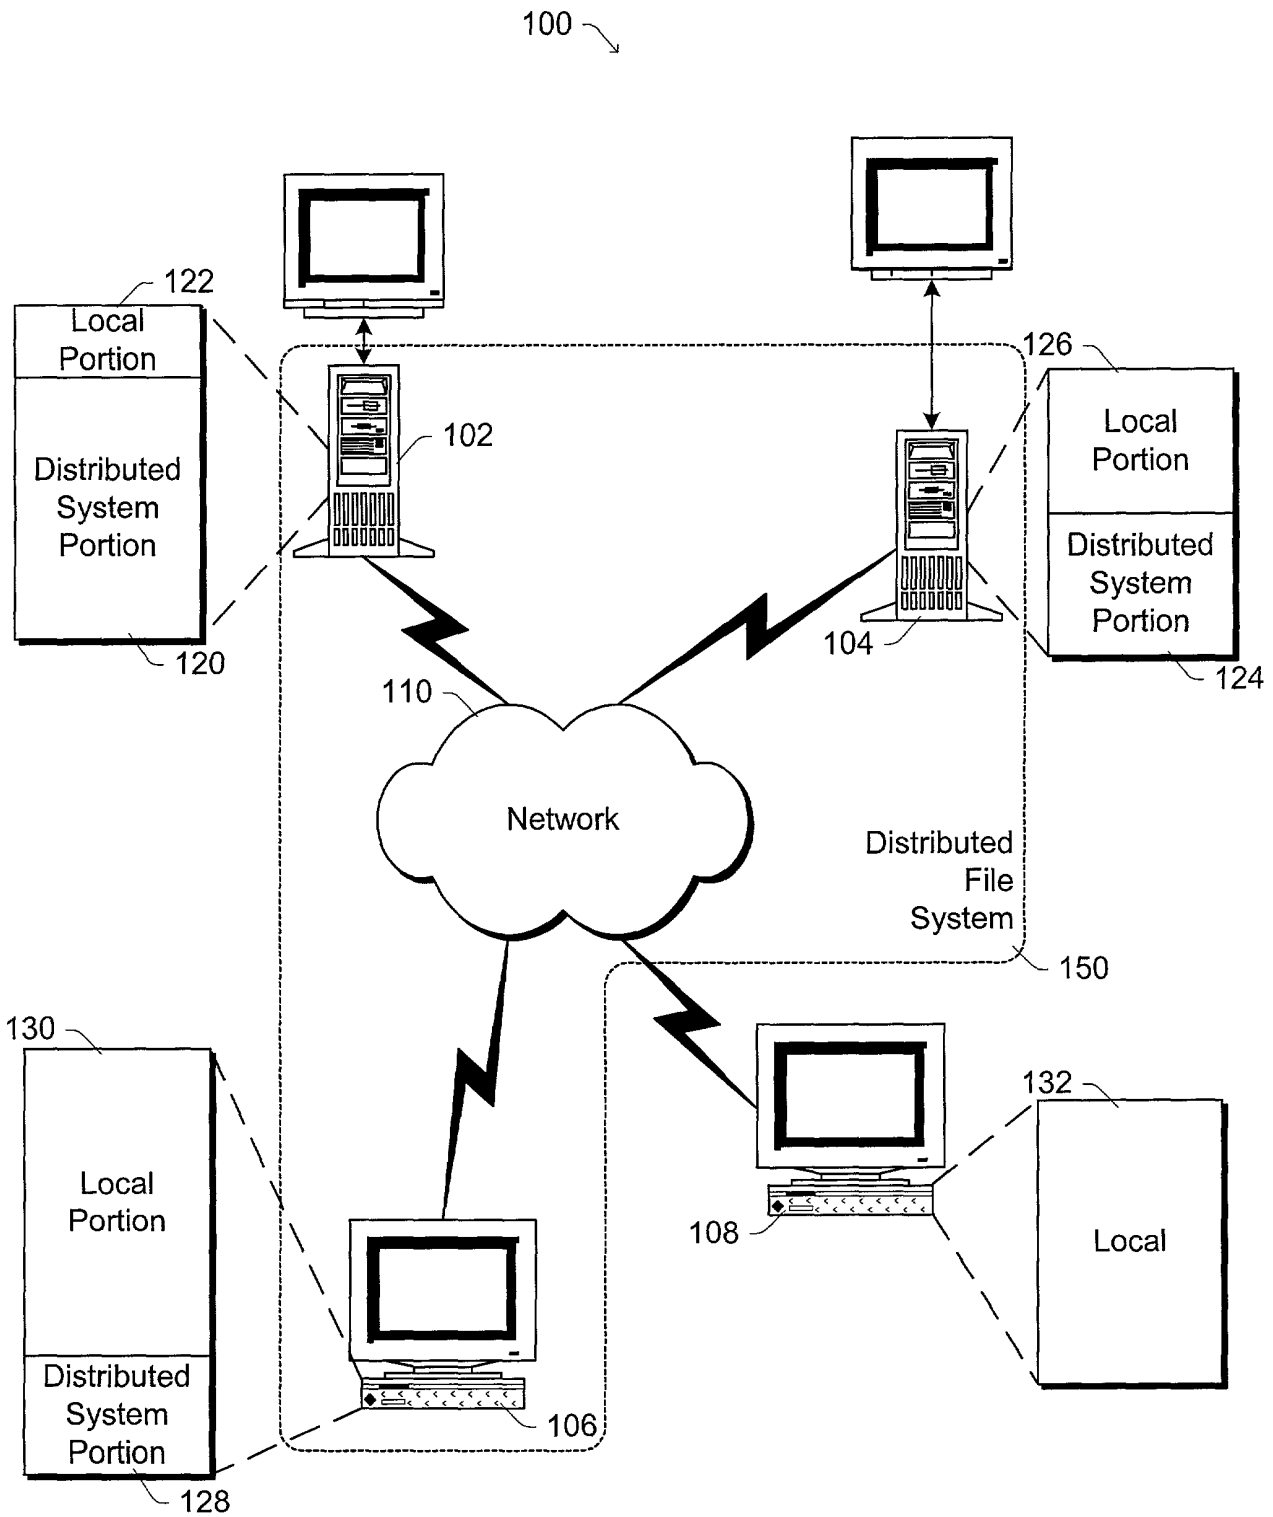 100
122
Local
Portion
Distributed
System
Portion
120
102
126
Local
Portion
Distributed
System
Portion
124
104
110
Network
Distributed
File
System
150
130
Local
Portion
Distributed
System
Portion
128
106
108
132
Local